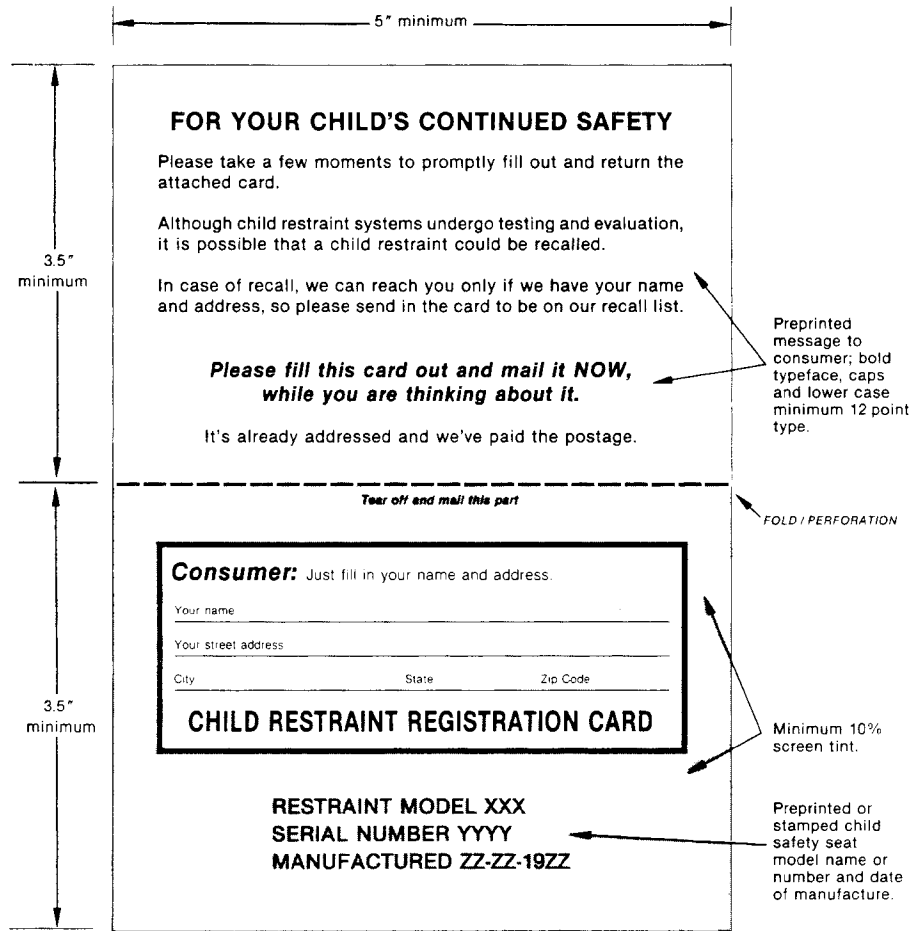 5" minimum
FOR YOUR CHILD'S CONTINUED SAFETY
Please take a few moments to promptly fill out and return the
attached card.
Although child restraint systems undergo testing and evaluation,
it is possible that a child restraint could be recalled.
In case of recall, we can reach you only if we have your name
and address, so please send in the card to be on our recall list.
Please fill this card out and mail it NOW,
while you are thinking about it.
It's already addressed and we've paid the postage.
3.5"
minimum
Preprinted
message to
consumer; bold
typeface, caps
and lower case
minimum 12 point
type.
Tear off and mail this part
FOLD / PERFORATION
Consumer: Just fill in your name and address.
Your name
Your street address
City State Zip Code
CHILD RESTRAINT REGISTRATION CARD
3.5"
minimum
Minimum 10%
screen tint.
RESTRAINT MODEL XXX
SERIAL NUMBER YYYY
MANUFACTURED ZZ-ZZ-19ZZ
Preprinted or
stamped child
safety seat
model name or
number and date
of manufacture.